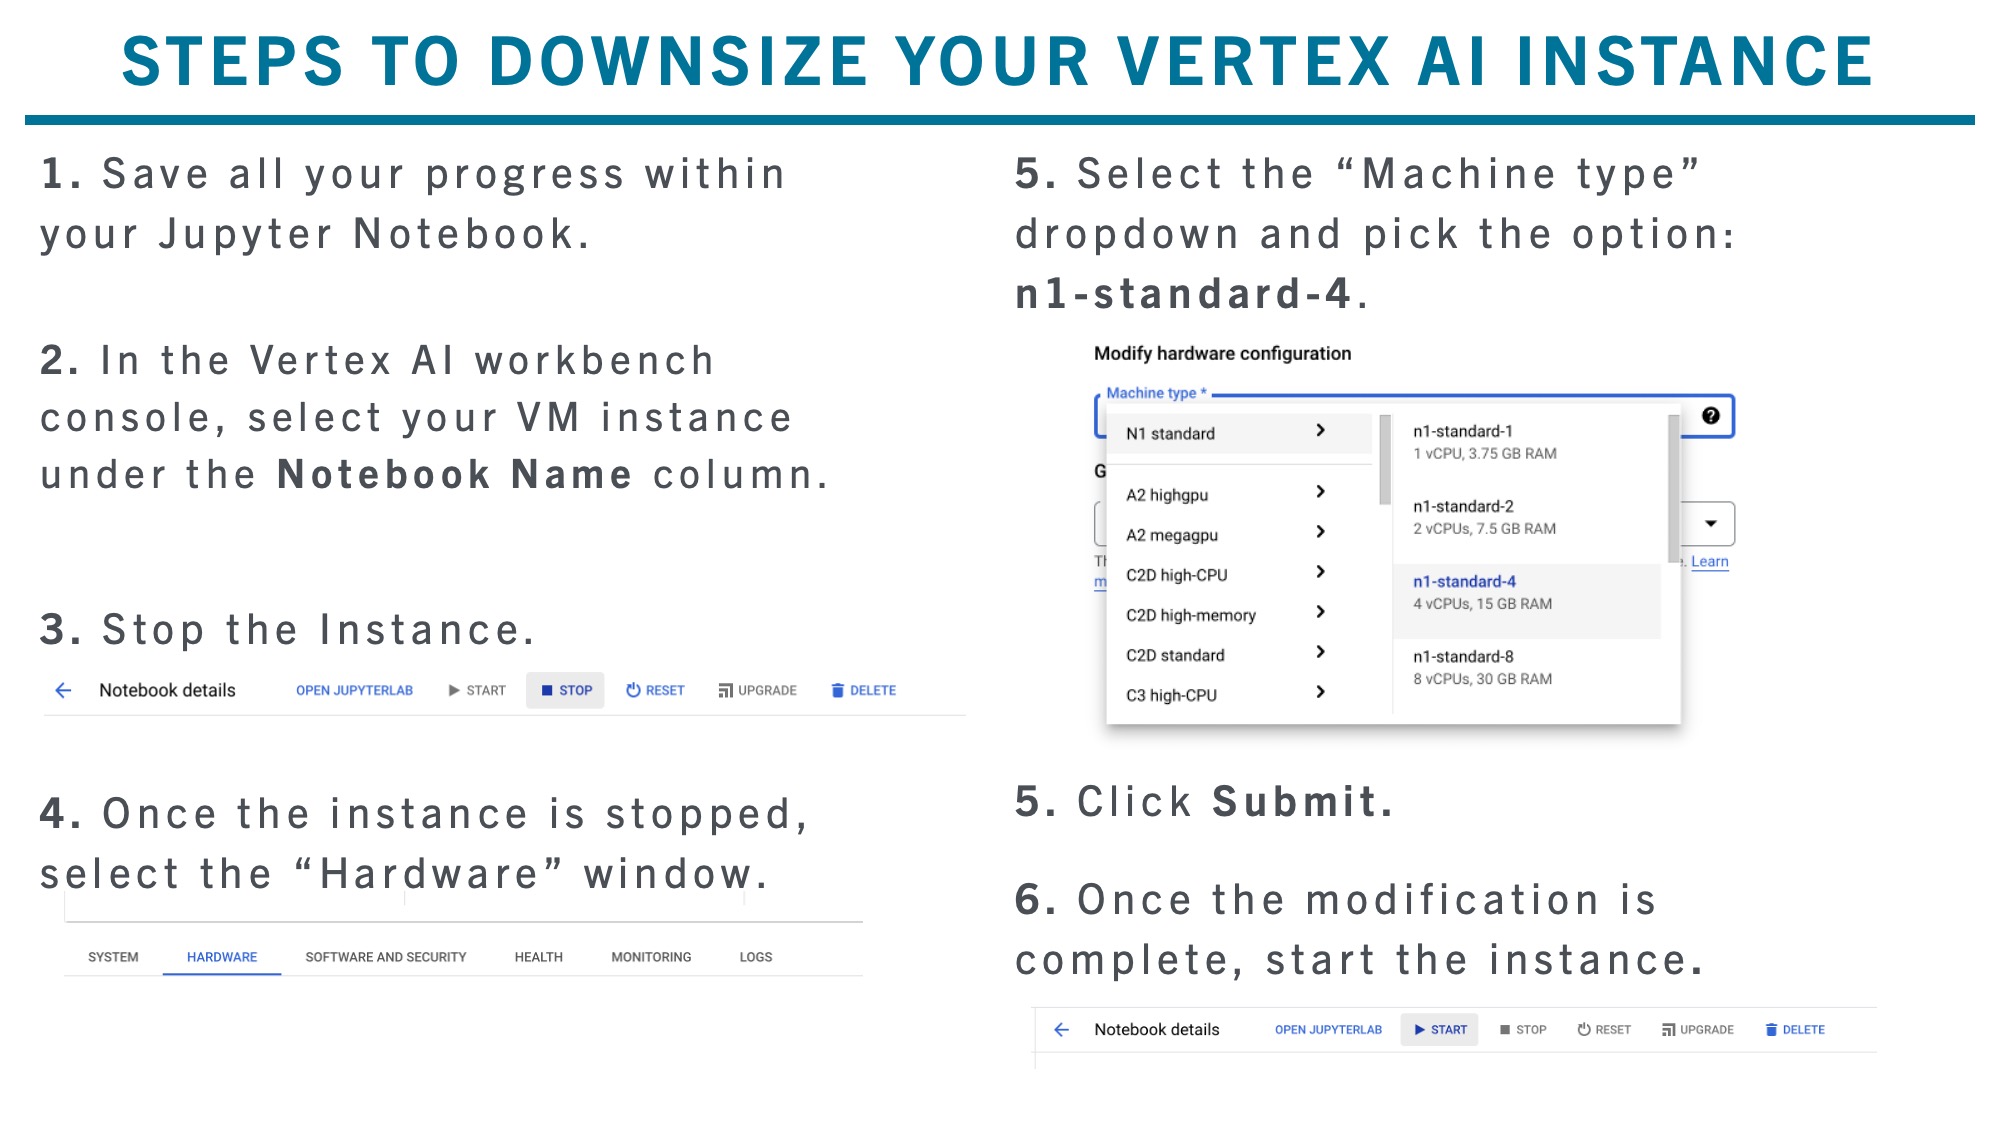 STEPS TO DOWNSIZE YOUR VERTEX AI INSTANCE
1. Save all your progress within
your Jupyter Notebook.
2. In the Vertex AI workbench
console, select your VM instance
under the Notebook Name column.
3. Stop the Instance.
Notebook details OPEN JUPYTERLAB START STOP RESET UPGRADE DELETE
4. Once the instance is stopped,
select the “Hardware” window.
SYSTEM HARDWARE SOFTWARE AND SECURITY HEALTH MONITORING LOGS
5. Select the “Machine type”
dropdown and pick the option:
n1-standard-4.
Modify hardware configuration
Machine type *
N1 standard
A2 highgpu
A2 megagpu
C2D high-CPU
C2D high-memory
C2D standard
C3 high-CPU
n1-standard-1
1 vCPU, 3.75 GB RAM
n1-standard-2
2 vCPUs, 7.5 GB RAM
n1-standard-4
4 vCPUs, 15 GB RAM
n1-standard-8
8 vCPUs, 30 GB RAM
Learn
5. Click Submit.
6. Once the modification is
complete, start the instance.
Notebook details OPEN JUPYTERLAB START STOP RESET UPGRADE DELETE